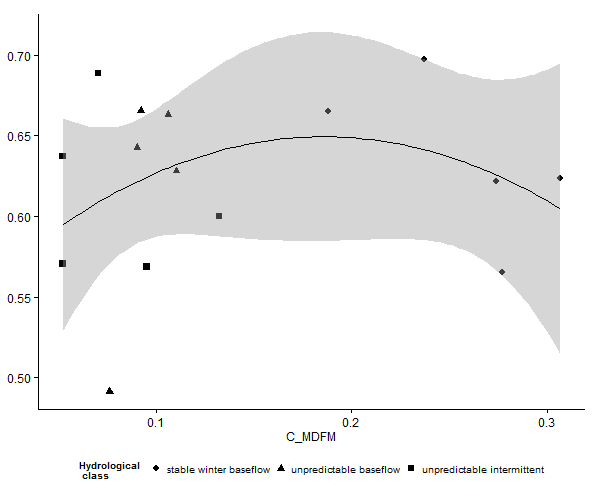 0.70
0.65
0.60
0.55
0.50
0.1 0.2 0.3
C_MDFM
Hydrological class stable winter baseflow unpredictable baseflow unpredictable intermittent